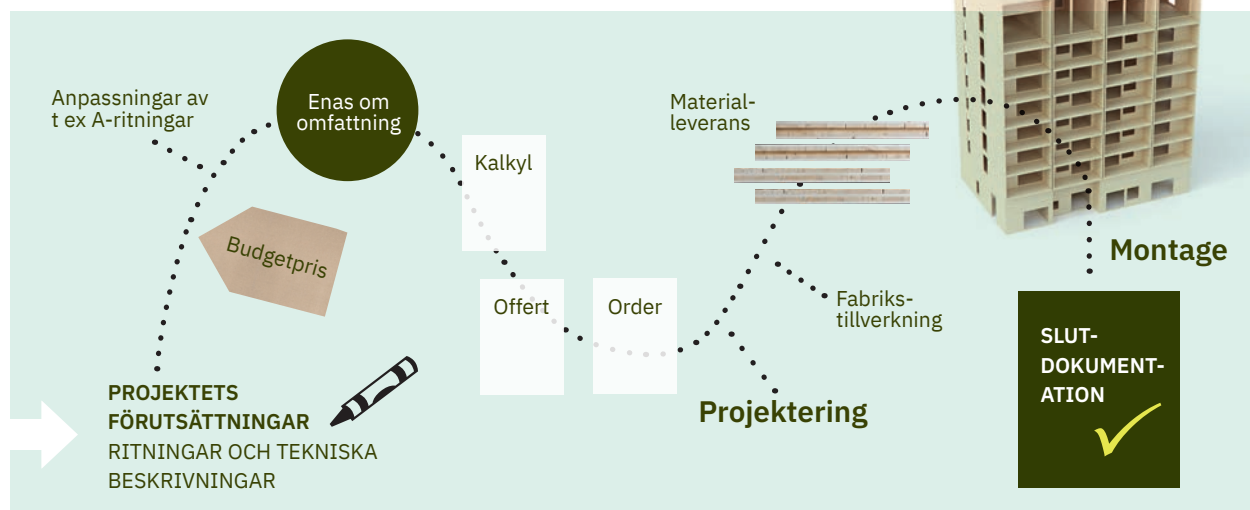 Anpassningar av
t ex A-ritningar
Enas om
omfattning
Budgetpris
PROJEKTETS
FÖRUTSÄTTNINGAR
RITNINGAR OCH TEKNISKA
BESKRIVNINGAR
Kalkyl
Offert
Order
Projektering
Fabriks-
tillverkning
Material-
leverans
Montage
SLUT-
DOKUMENT-
ATION